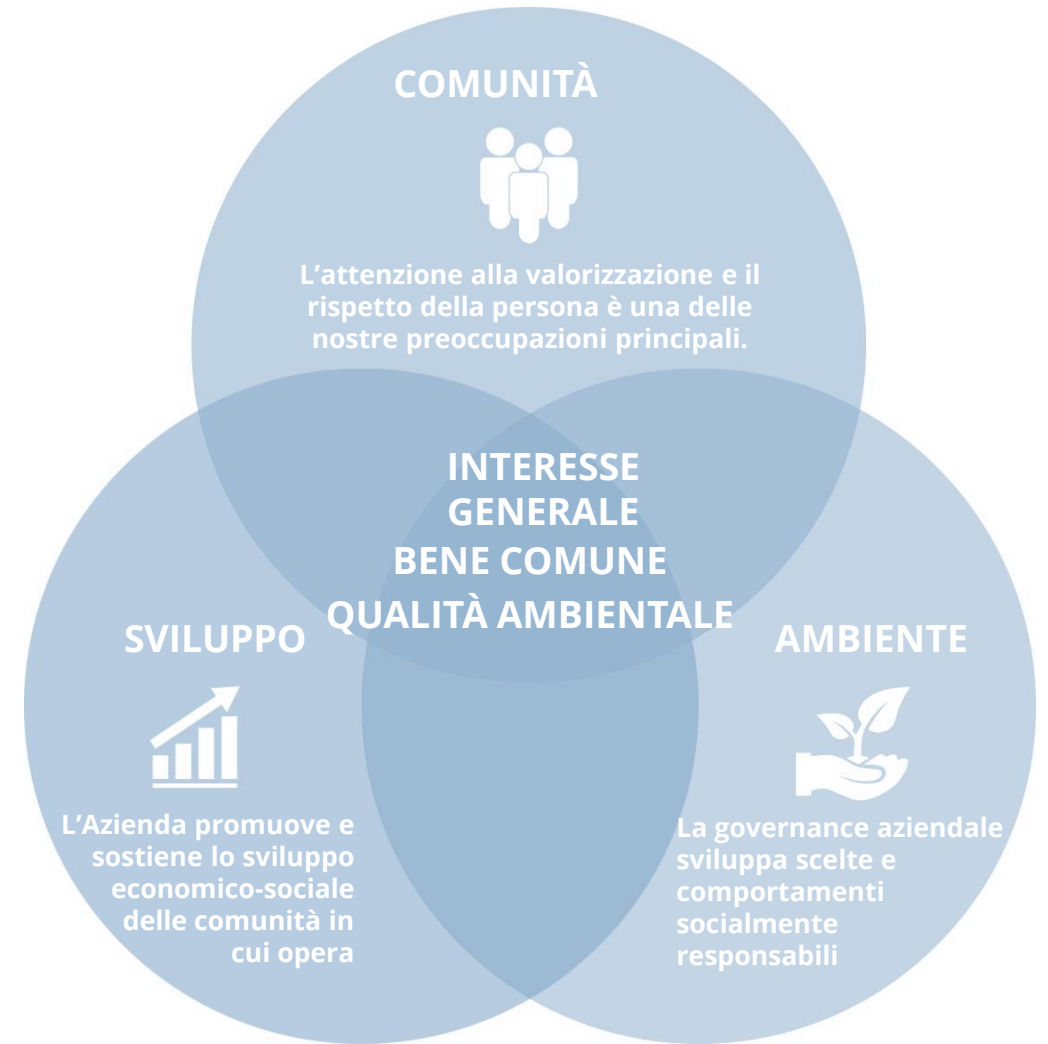 COMUNITÀ
L’attenzione alla valorizzazione e il
rispetto della persona è una delle
nostre preoccupazioni principali.
INTERESSE
GENERALE
BENE COMUNE
QUALITÀ AMBIENTALE
SVILUPPO
L’Azienda promuove e
sostiene lo sviluppo
economico-sociale
delle comunità in
cui opera
AMBIENTE
La governance aziendale
sviluppa scelte e
comportamenti
socialmente
responsabili